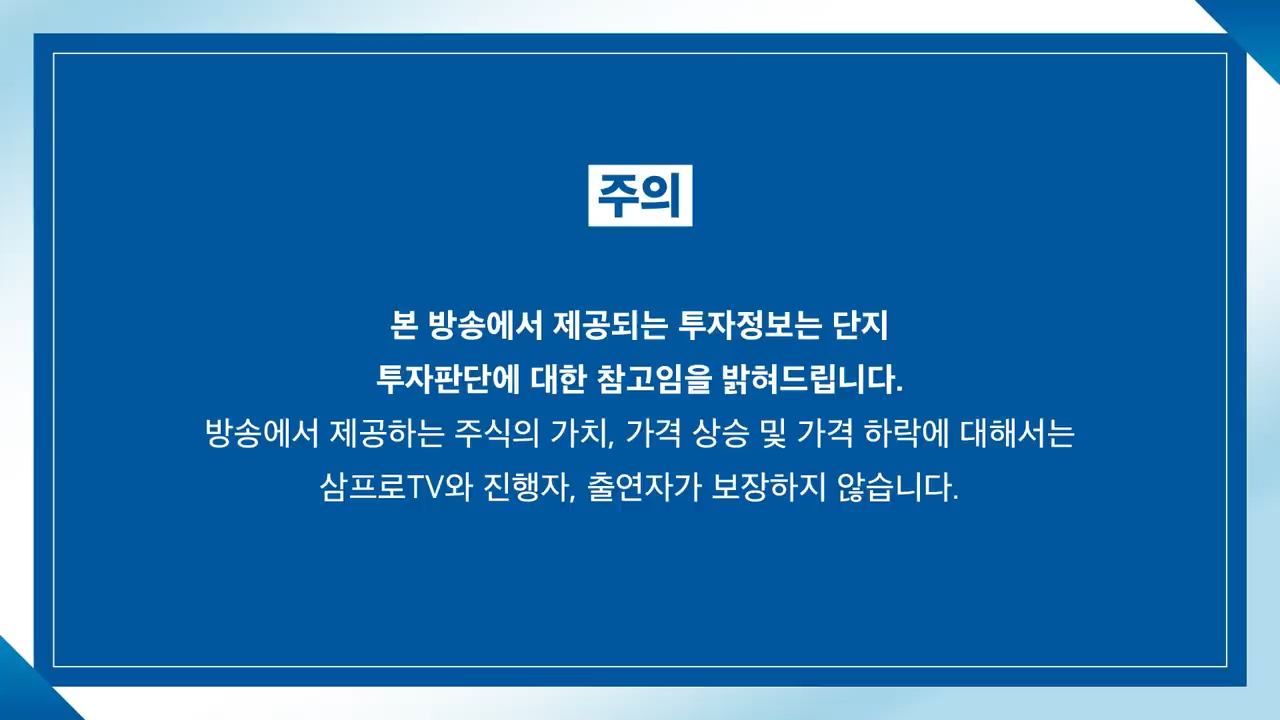 주의
본 방송에서 제공되는 투자정보는 단지
투자판단에 대한 참고임을 밝혀드립니다.
방송에서 제공하는 주식의 가치, 가격 상승 및 가격 하락에 대해서는
삼프로TV와 진행자, 출연자가 보장하지 않습니다.